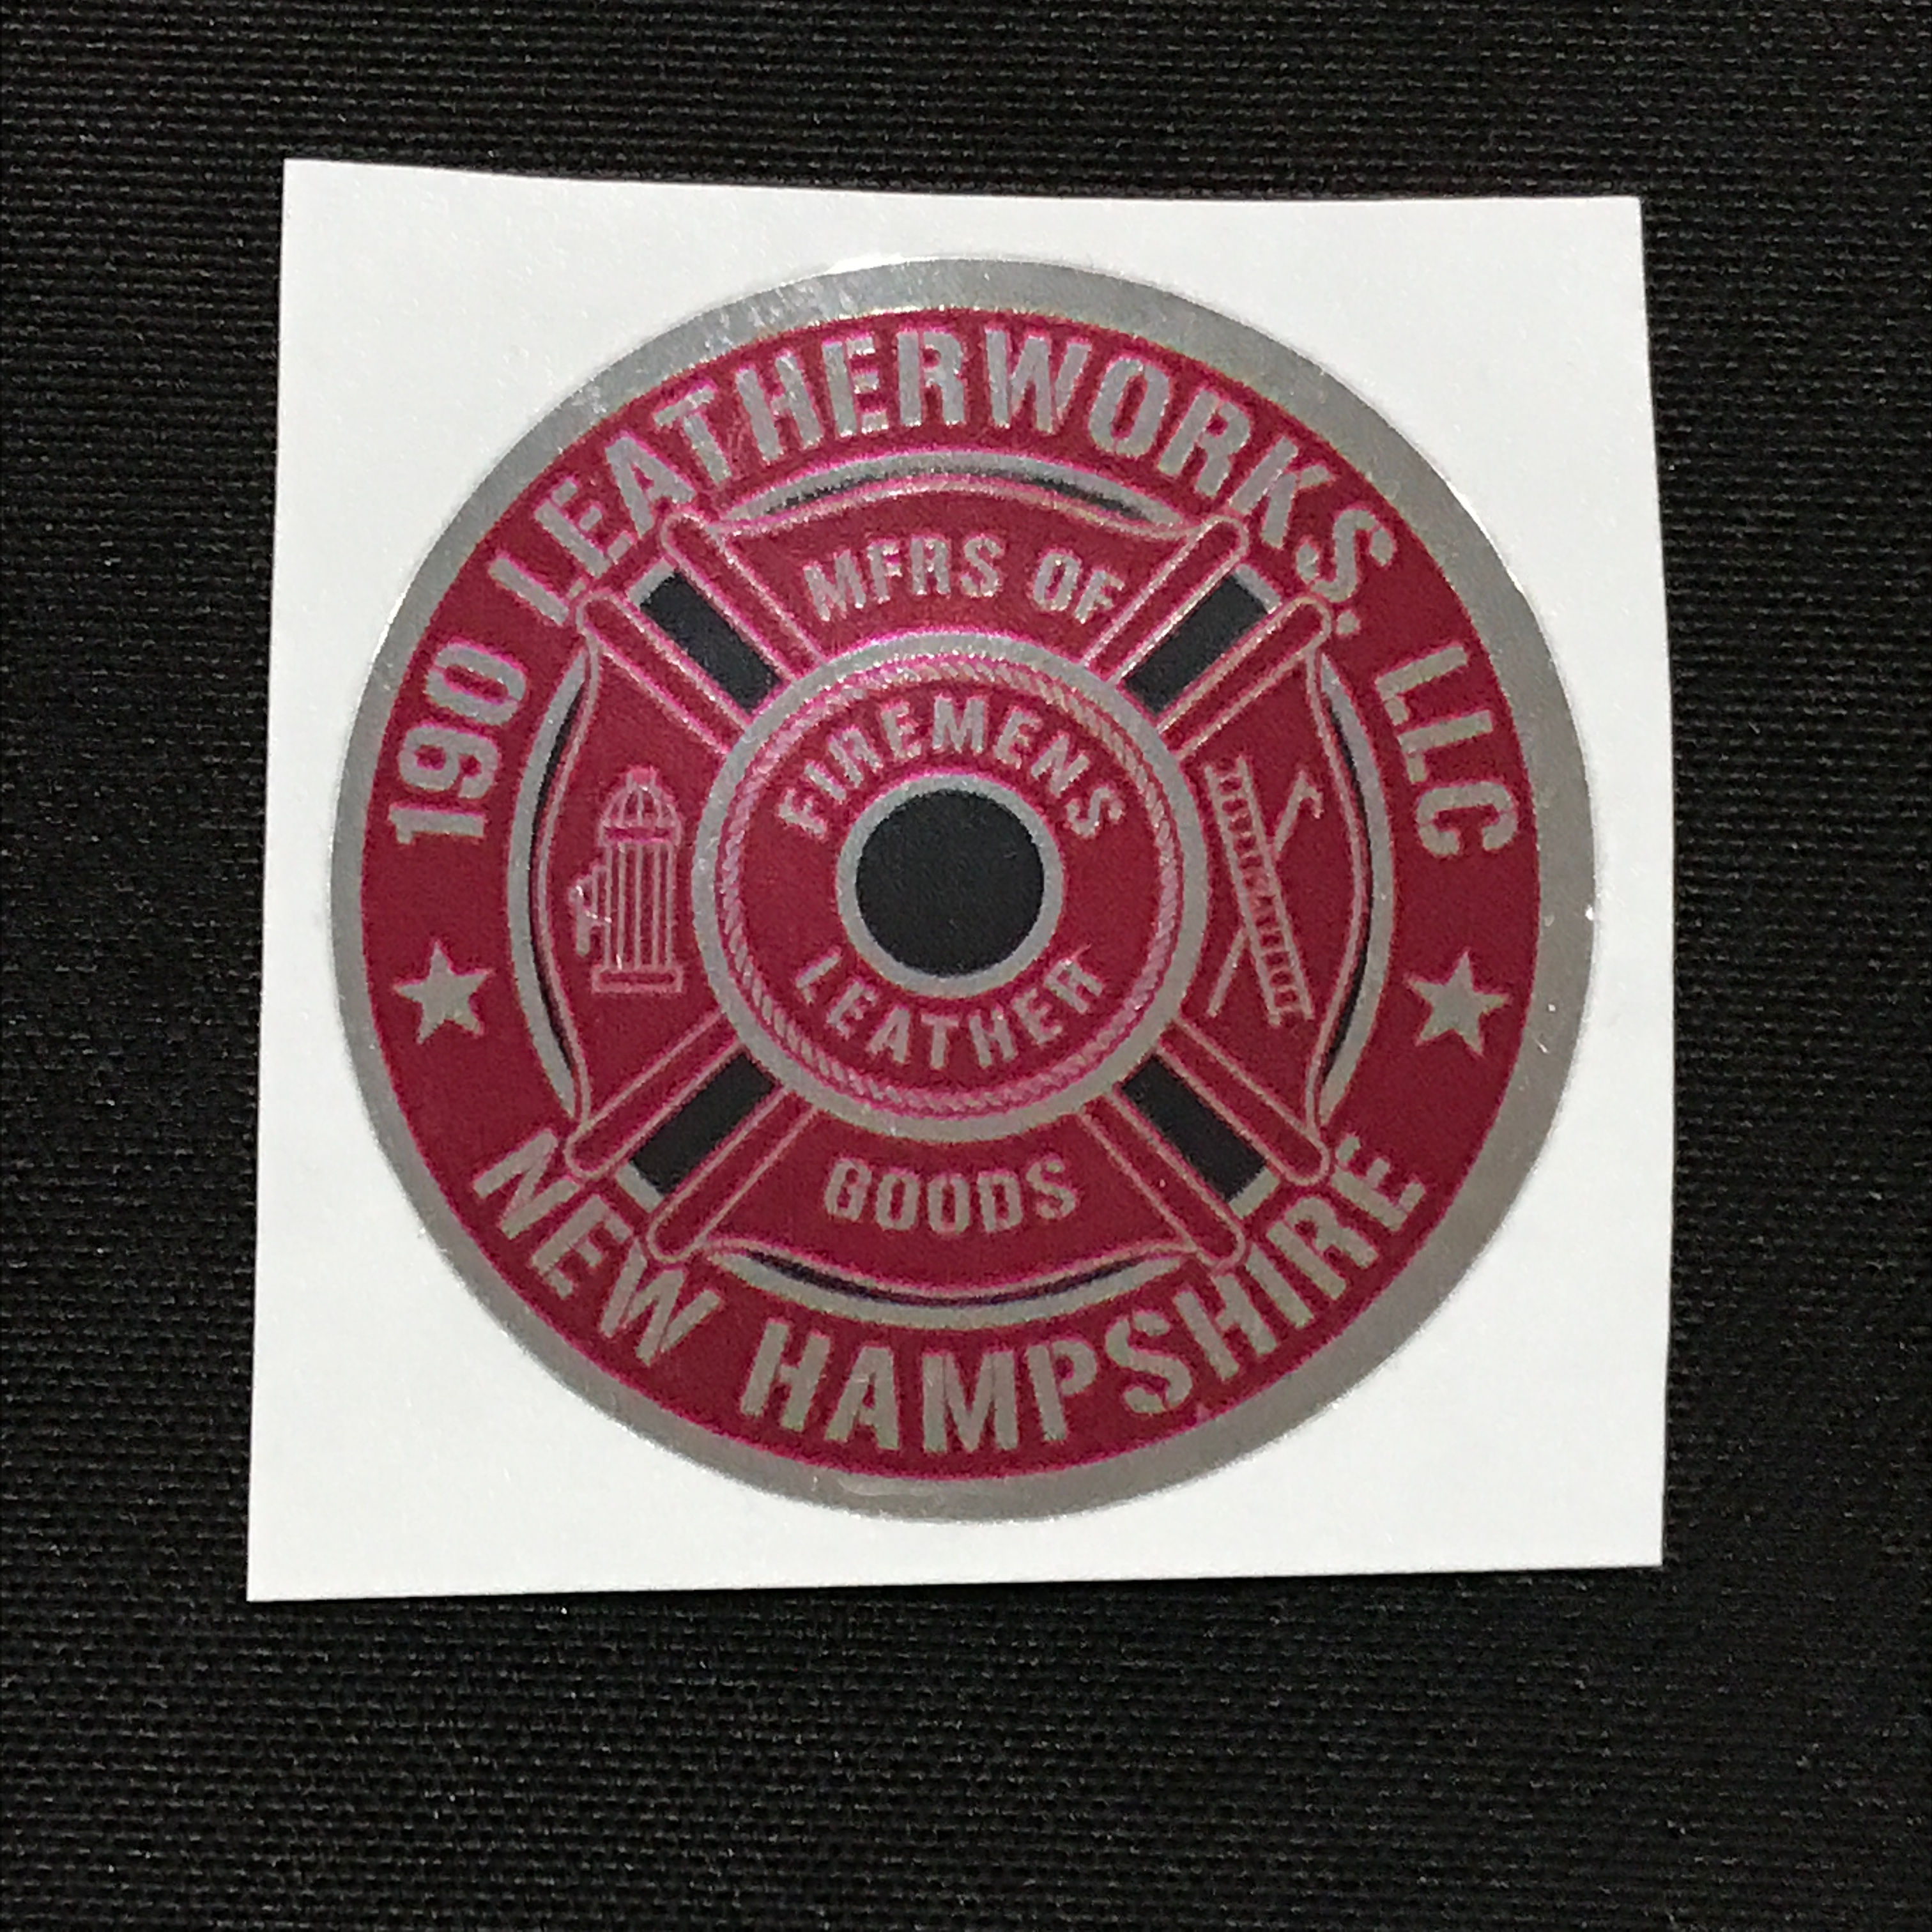 190 LEATHERWORKS, LLC
MFRS OF
FIREMENS
LEATHER
GOODS
NEW HAMPSHIRE